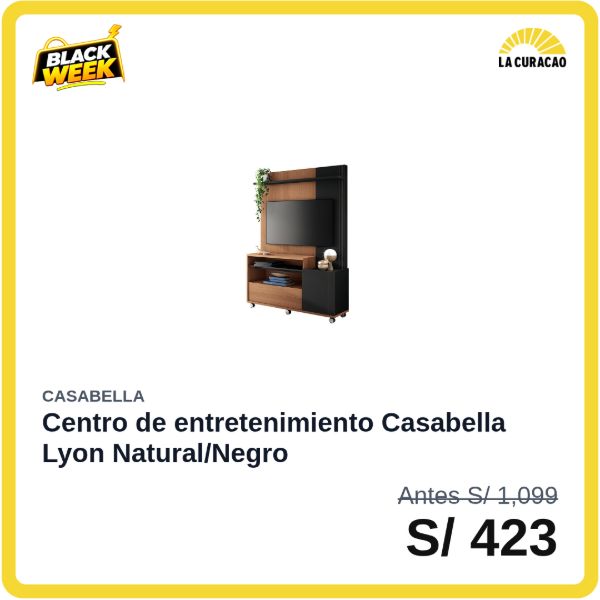 BLACK
WEEK
LA CURACAO
CASABELLA
Centro de entretenimiento Casabella
Lyon Natural/Negro
Antes S/ 1,099
S/ 423